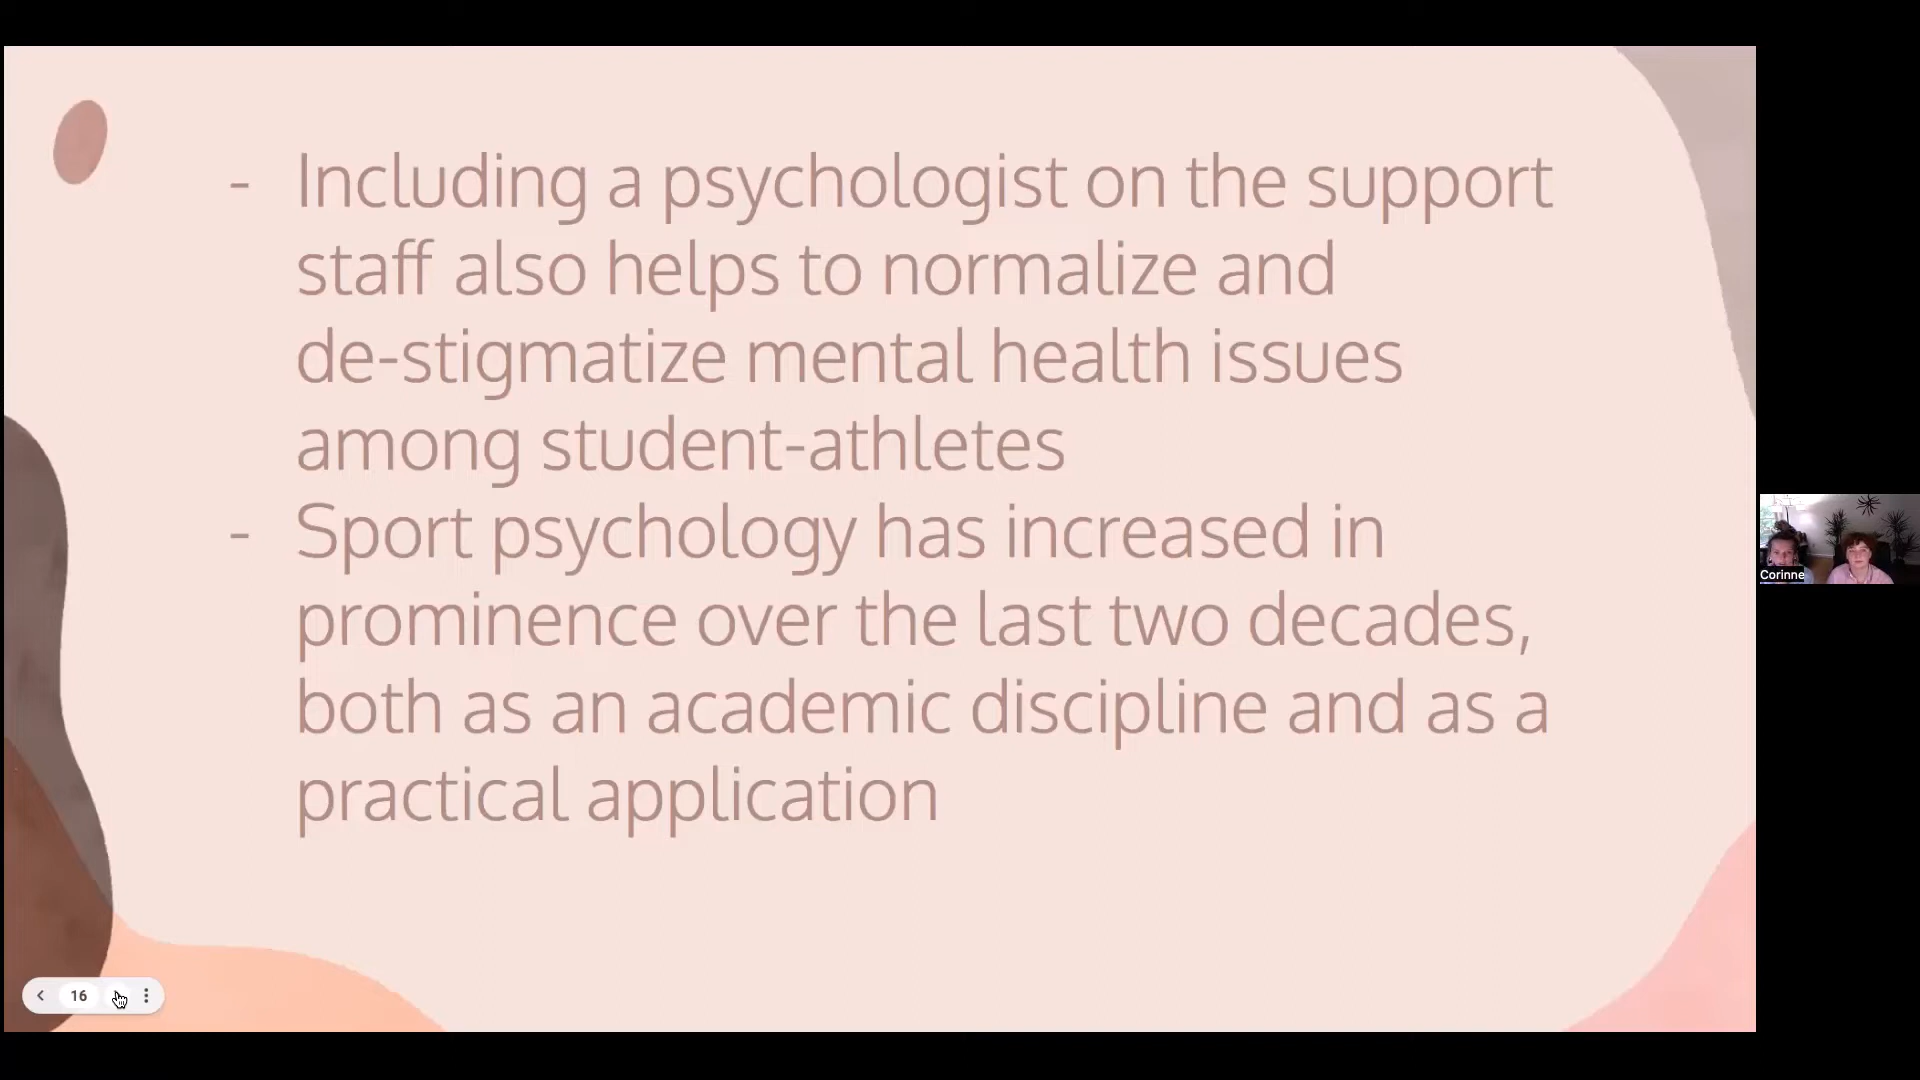 - Including a psychologist on the support
staff also helps to normalize and
de-stigmatize mental health issues
among student-athletes
- Sport psychology has increased in
prominence over the last two decades,
both as an academic discipline and as a
practical application
Corinne
16